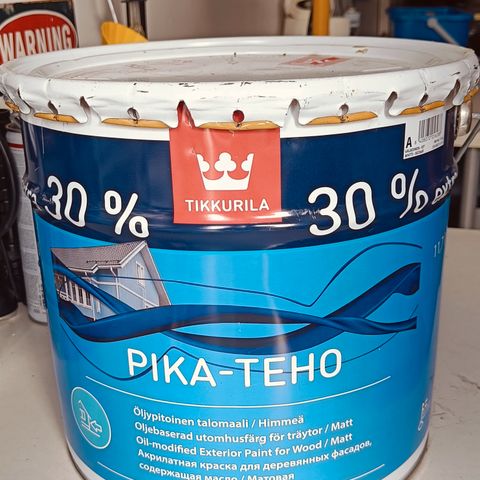 WARNING
A
TIKKURILA
30 %
30 %
PIKA-TEHO
Öljypitoinen talomaali / Himmeä
Oljebaserad utomhusfärg för träytor / Matt
Oil-modified Exterior Paint for Wood / Matt
Акрилатная краска для деревянных фасадов,
содержащая масло / Матовая